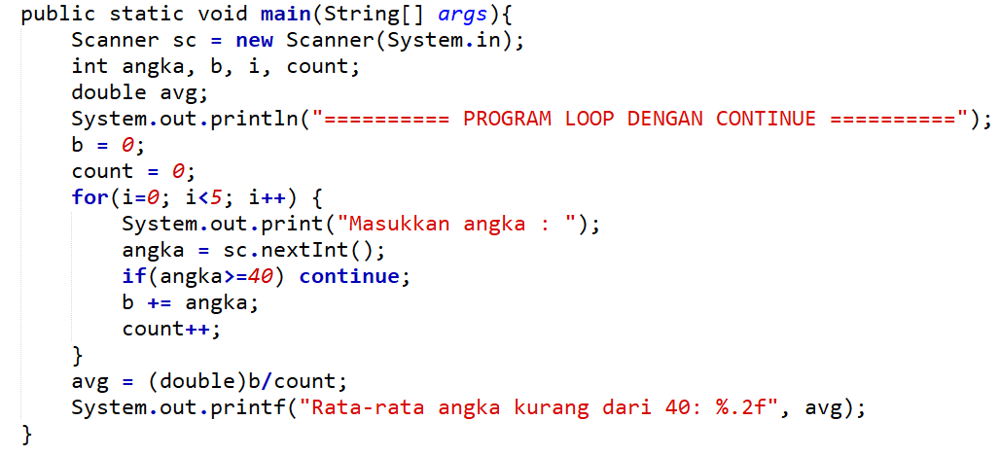 public static void main(String[] args){
    Scanner sc = new Scanner(System.in);
    int angka, b, i, count;
    double avg;
    System.out.println("========== PROGRAM LOOP DENGAN CONTINUE ==========");
    b = 0;
    count = 0;
    for(i=0; i<5; i++) {
        System.out.print("Masukkan angka : ");
        angka = sc.nextInt();
        if(angka>=40) continue;
        b += angka;
        count++;
    }
    avg = (double)b/count;
    System.out.printf("Rata-rata angka kurang dari 40: %.2f", avg);
}